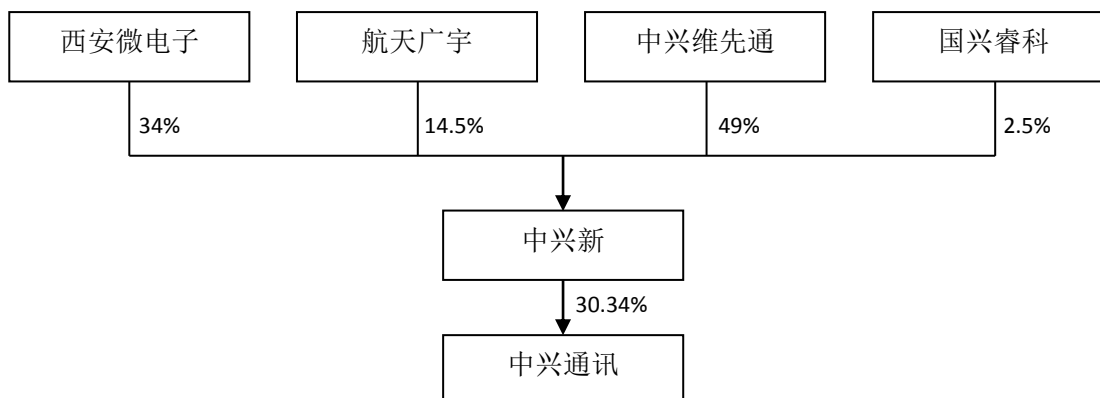 西安微电子
航天广宇
中兴维先通
国兴睿科
34%
14.5%
49%
2.5%
中兴新
30.34%
中兴通讯